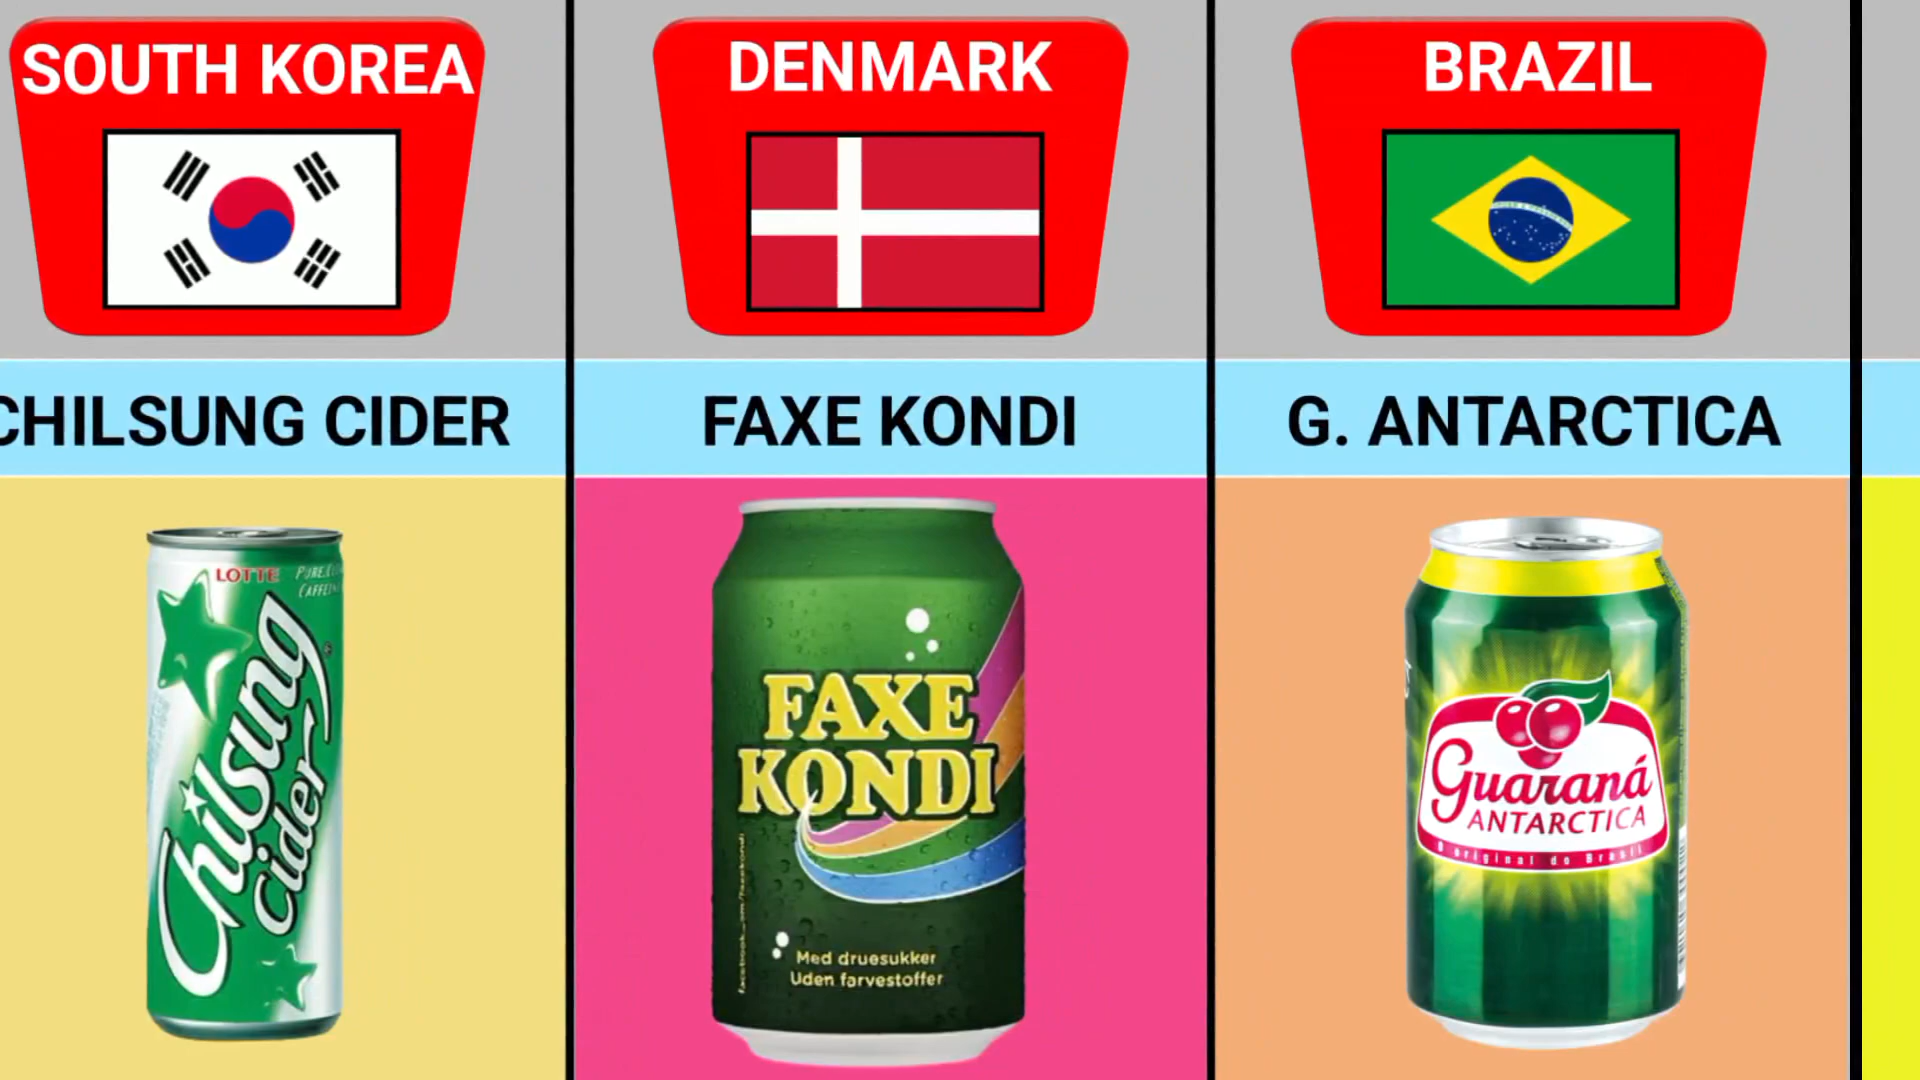 SOUTH KOREA
DENMARK
BRAZIL
CHILSUNG CIDER
FAXE KONDI
G. ANTARCTICA
LOTTE
Chilsung
Cider
FAXE
KONDI
Med druesukker
Uden farvestoffer
Guaraná
ANTARCTICA
O original do Brasil